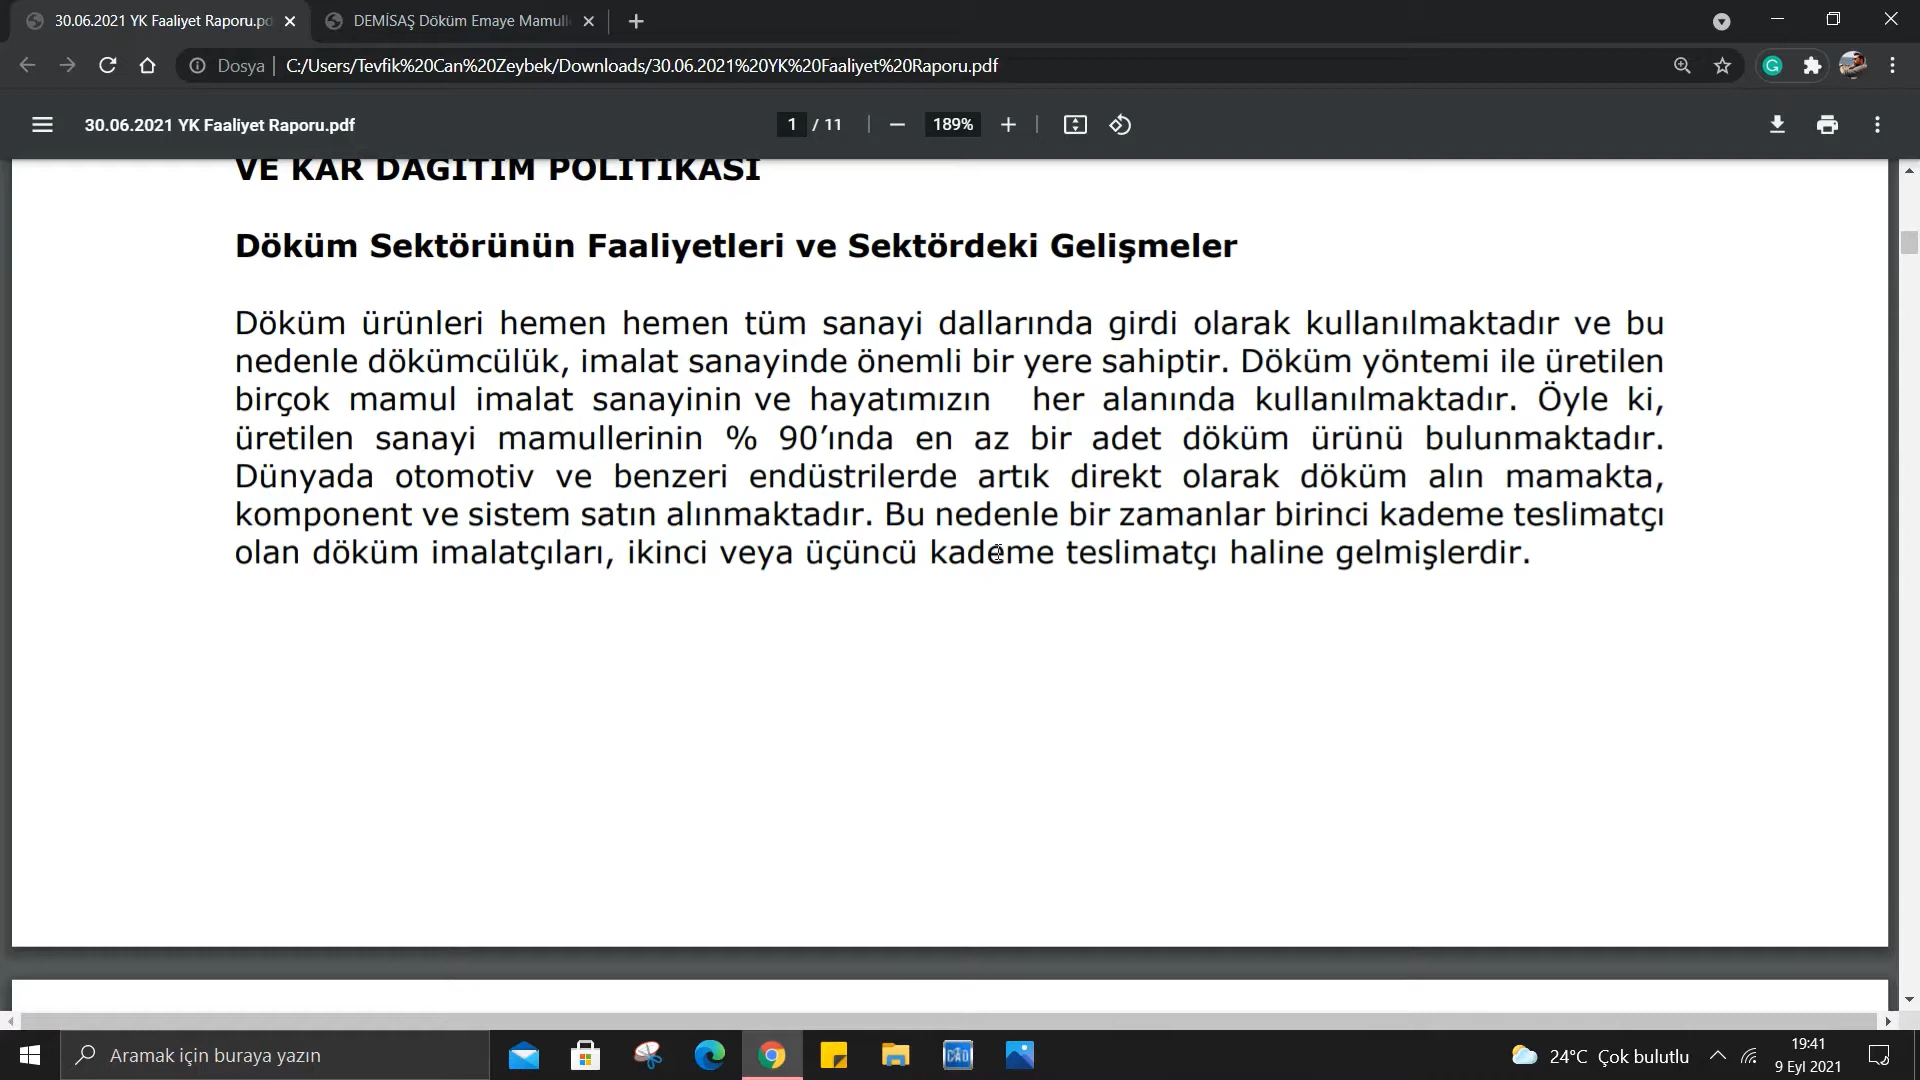 30.06.2021 YK Faaliyet Raporu.pd
DEMİSAŞ Döküm Emaye Mamull
Dosya
C:/Users/Tevfik%20Can%20Zeybek/Downloads/30.06.2021%20YK%20Faaliyet%20Raporu.pdf
30.06.2021 YK Faaliyet Raporu.pdf
1 / 11
189%
VE KAR DAĞITIM POLİTİKASI
Döküm Sektörünün Faaliyetleri ve Sektördeki Gelişmeler
Döküm ürünleri hemen hemen tüm sanayi dallarında girdi olarak kullanılmaktadır ve bu
nedenle dökümcülük, imalat sanayinde önemli bir yere sahiptir. Döküm yöntemi ile üretilen
birçok mamul imalat sanayinin ve hayatımızın her alanında kullanılmaktadır. Öyle ki,
üretilen sanayi mamullerinin % 90’ında en az bir adet döküm ürünü bulunmaktadır.
Dünyada otomotiv ve benzeri endüstrilerde artık direkt olarak döküm alın mamakta,
komponent ve sistem satın alınmaktadır. Bu nedenle bir zamanlar birinci kademe teslimatçı
olan döküm imalatçıları, ikinci veya üçüncü kademe teslimatçı haline gelmişlerdir.
Aramak için buraya yazın
24°C Çok bulutlu
19:41
9 Eyl 2021